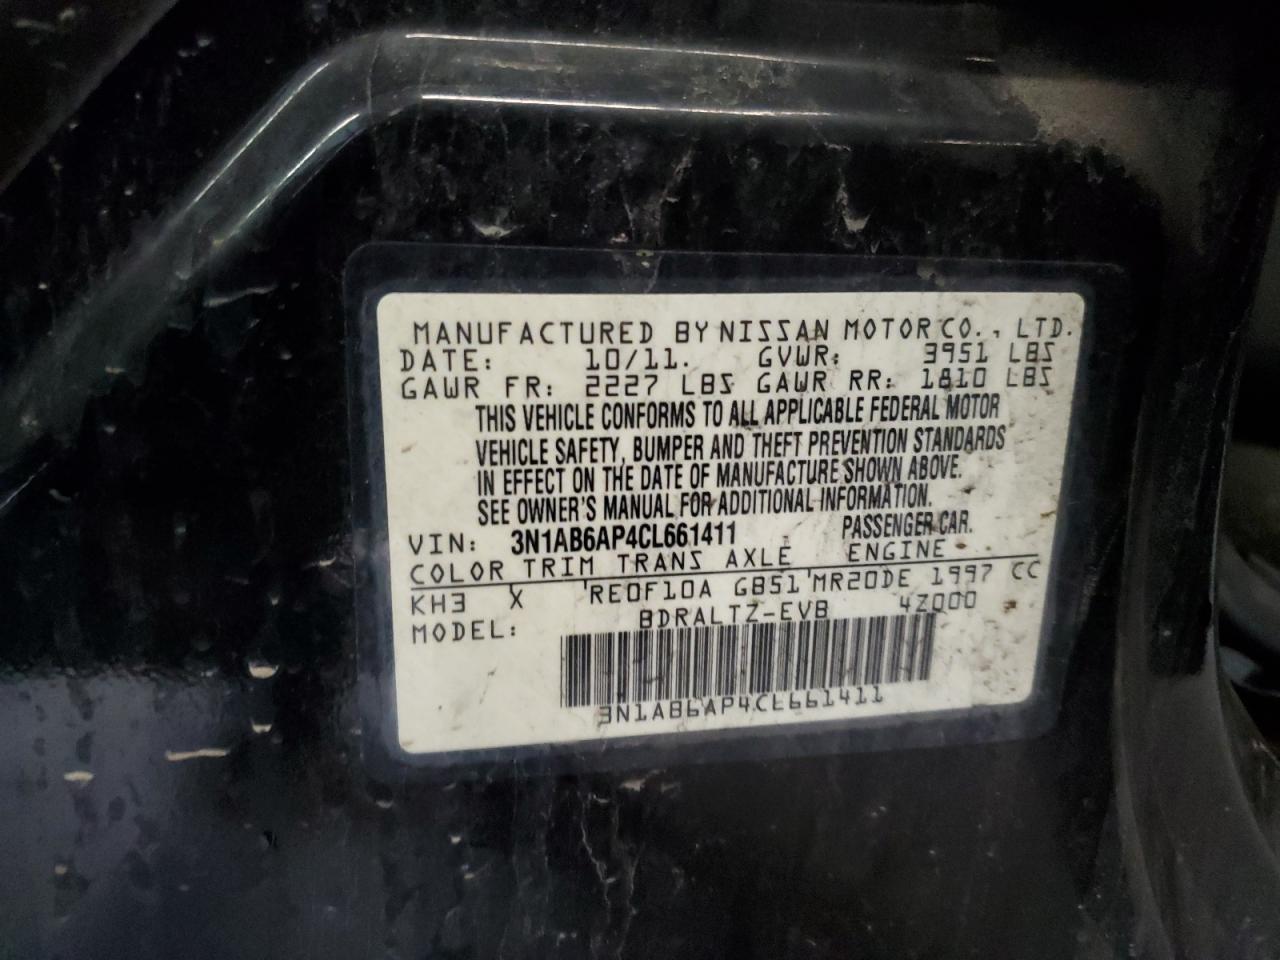 MANUFACTURED BY NISSAN MOTOR CO., LTD.
DATE: 10/11. GVWR: 3951 LBS
GAWR FR: 2227 LBS GAWR RR: 1810 LBS
THIS VEHICLE CONFORMS TO ALL APPLICABLE FEDERAL MOTOR
VEHICLE SAFETY, BUMPER AND THEFT PREVENTION STANDARDS
IN EFFECT ON THE DATE OF MANUFACTURE SHOWN ABOVE.
SEE OWNER'S MANUAL FOR ADDITIONAL INFORMATION.
VIN: 3N1AB6AP4CL661411 PASSENGER CAR.
COLOR TRIM TRANS AXLE ENGINE
KH3 X 'RE0F10A GB51'MR20DE 1997 CC
MODEL: BDRALTZ-EVB 4Z000
3N1AB6AP4CL661411